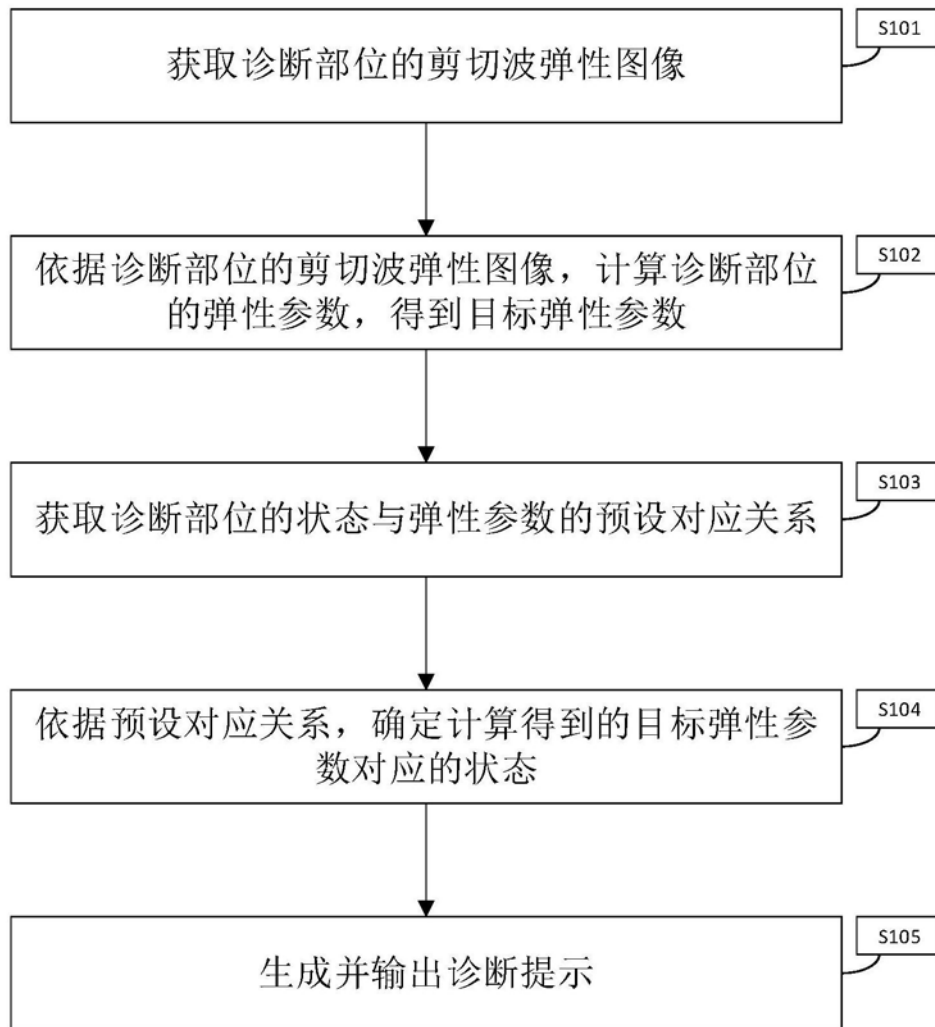 S101
获取诊断部位的剪切波弹性图像
S102
依据诊断部位的剪切波弹性图像，计算诊断部位
的弹性参数，得到目标弹性参数
S103
获取诊断部位的状态与弹性参数的预设对应关系
S104
依据预设对应关系，确定计算得到的目标弹性参
数对应的状态
S105
生成并输出诊断提示